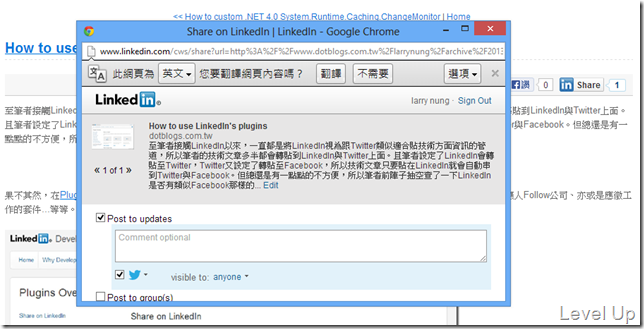 << How to custom .NET 4.0 System.Runtime.Caching.ChangeMonitor | Home
How to use
Share on LinkedIn | LinkedIn - Google Chrome
www.linkedin.com/cws/share?url=http%3A%2F%2Fwww.dotblogs.com.tw%2Flarrynung%2Farchive%2F2013
此網頁為 英文 您要翻譯網頁內容嗎？ 翻譯 不需要 選項
讚 0 Share 1
LinkedIn larry nung · Sign Out
How to use LinkedIn's plugins
dotblogs.com.tw
至筆者接觸LinkedIn以來，一直都是將LinkedIn視為跟Twitter類似適合貼技術方面資訊的管
道，所以筆者的技術文章多半都會轉貼到LinkedIn與Twitter上面。且筆者設定了LinkedIn會轉
貼至Twitter，Twitter又設定了轉貼至Facebook，所以技術文章只要貼在LinkedIn就會自動串
到Twitter與Facebook。但總還是有一點點的不方便，所以筆者前陣子抽空查了一下LinkedIn
是否有類似Facebook那樣的... Edit
1 of 1
至筆者接觸Linked
貼到LinkedIn與Twitter上面。
且筆者設定了Linked
er與Facebook。但總還是有一
點點的不方便，所
果不其然，在Plug
人Follow公司、亦或是應徵工
作的套件…等等。
Post to updates
Comment optional
visible to: anyone
Post to group(s)
LinkedIn Devel
Home Why Develop
Plugins Ove
Share on LinkedIn
Share on LinkedIn
Level Up